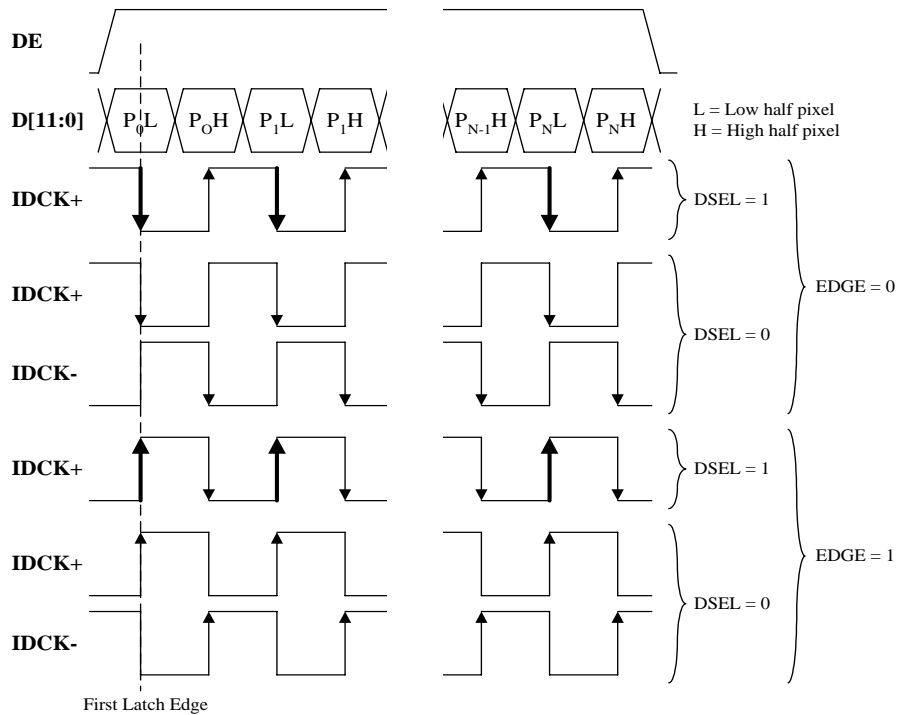 DE
D[11:0]
P0L
POH
P1L
P1H
PN-1H
PNL
PNH
L = Low half pixel
H = High half pixel
IDCK+
DSEL = 1
IDCK+
EDGE = 0
DSEL = 0
IDCK-
IDCK+
DSEL = 1
IDCK+
EDGE = 1
DSEL = 0
IDCK-
First Latch Edge